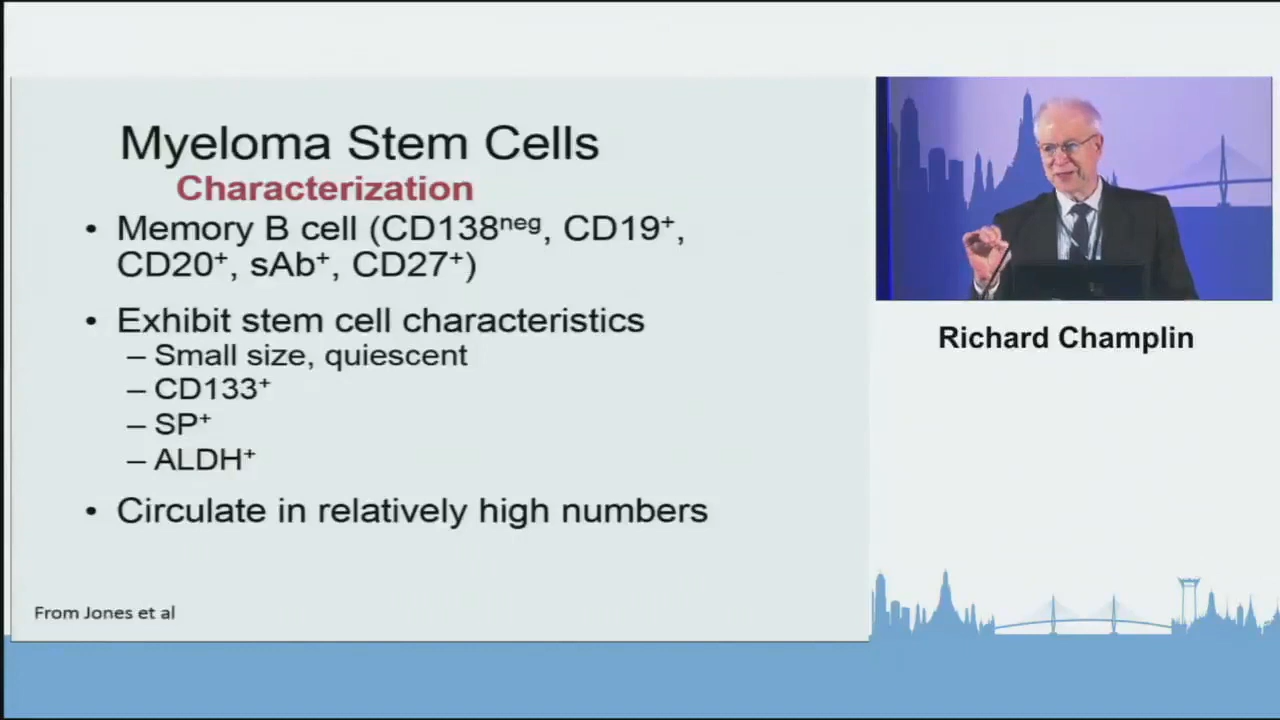 Myeloma Stem Cells
Characterization
• Memory B cell (CD138ⁿᵉᵍ, CD19⁺,
CD20⁺, sAb⁺, CD27⁺)
• Exhibit stem cell characteristics
– Small size, quiescent
– CD133⁺
– SP⁺
– ALDH⁺
• Circulate in relatively high numbers
From Jones et al
Richard Champlin